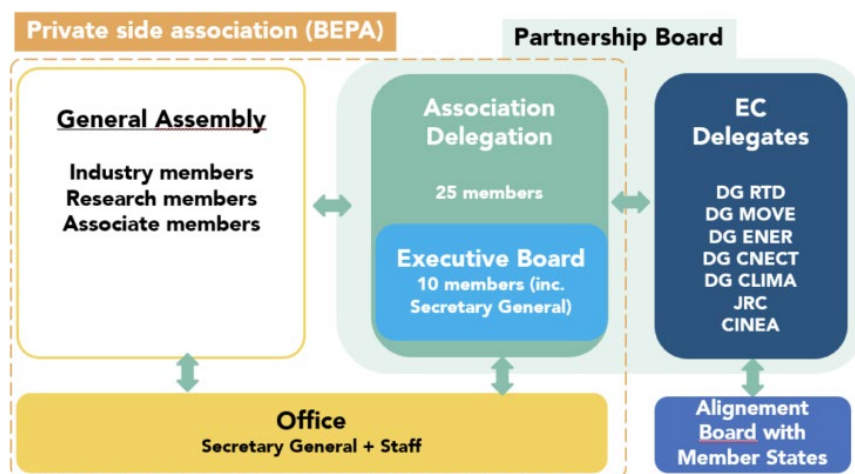 Private side association (BEPA)
Partnership Board
General Assembly
Industry members
Research members
Associate members
Association
Delegation
25 members
Executive Board
10 members (inc.
Secretary General)
EC
Delegates
DG RTD
DG MOVE
DG ENER
DG CNECT
DG CLIMA
JRC
CINEA
Office
Secretary General + Staff
Alignement
Board with
Member States